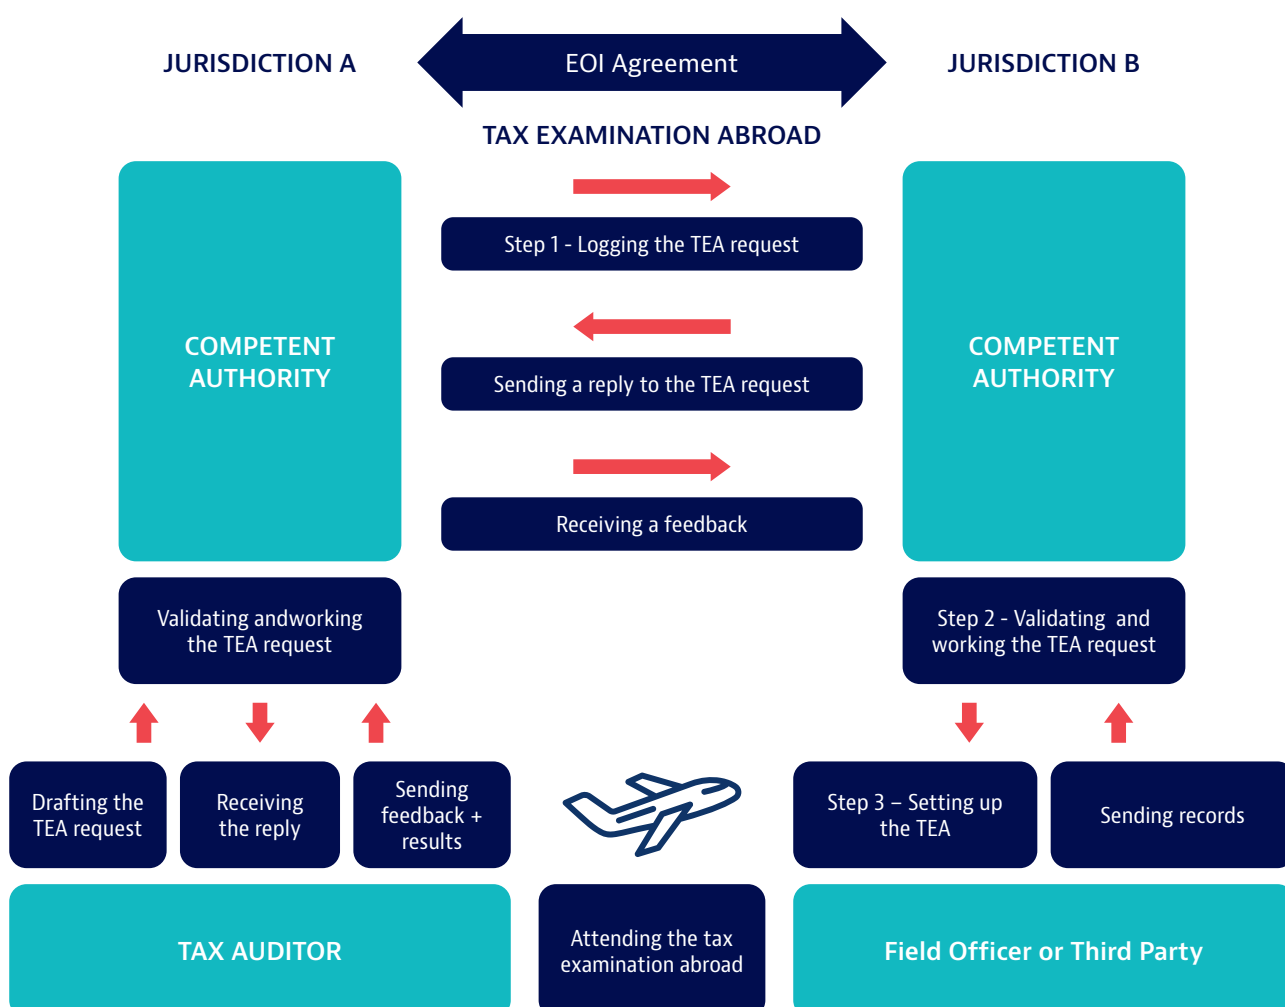 JURISDICTION A
EOI Agreement
JURISDICTION B
TAX EXAMINATION ABROAD
COMPETENT
AUTHORITY
Step 1 - Logging the TEA request
Sending a reply to the TEA request
Receiving a feedback
COMPETENT
AUTHORITY
Validating andworking
the TEA request
Step 2 - Validating and
working the TEA request
Drafting the
TEA request
Receiving
the reply
Sending
feedback +
results
Step 3 – Setting up
the TEA
Sending records
TAX AUDITOR
Attending the tax
examination abroad
Field Officer or Third Party